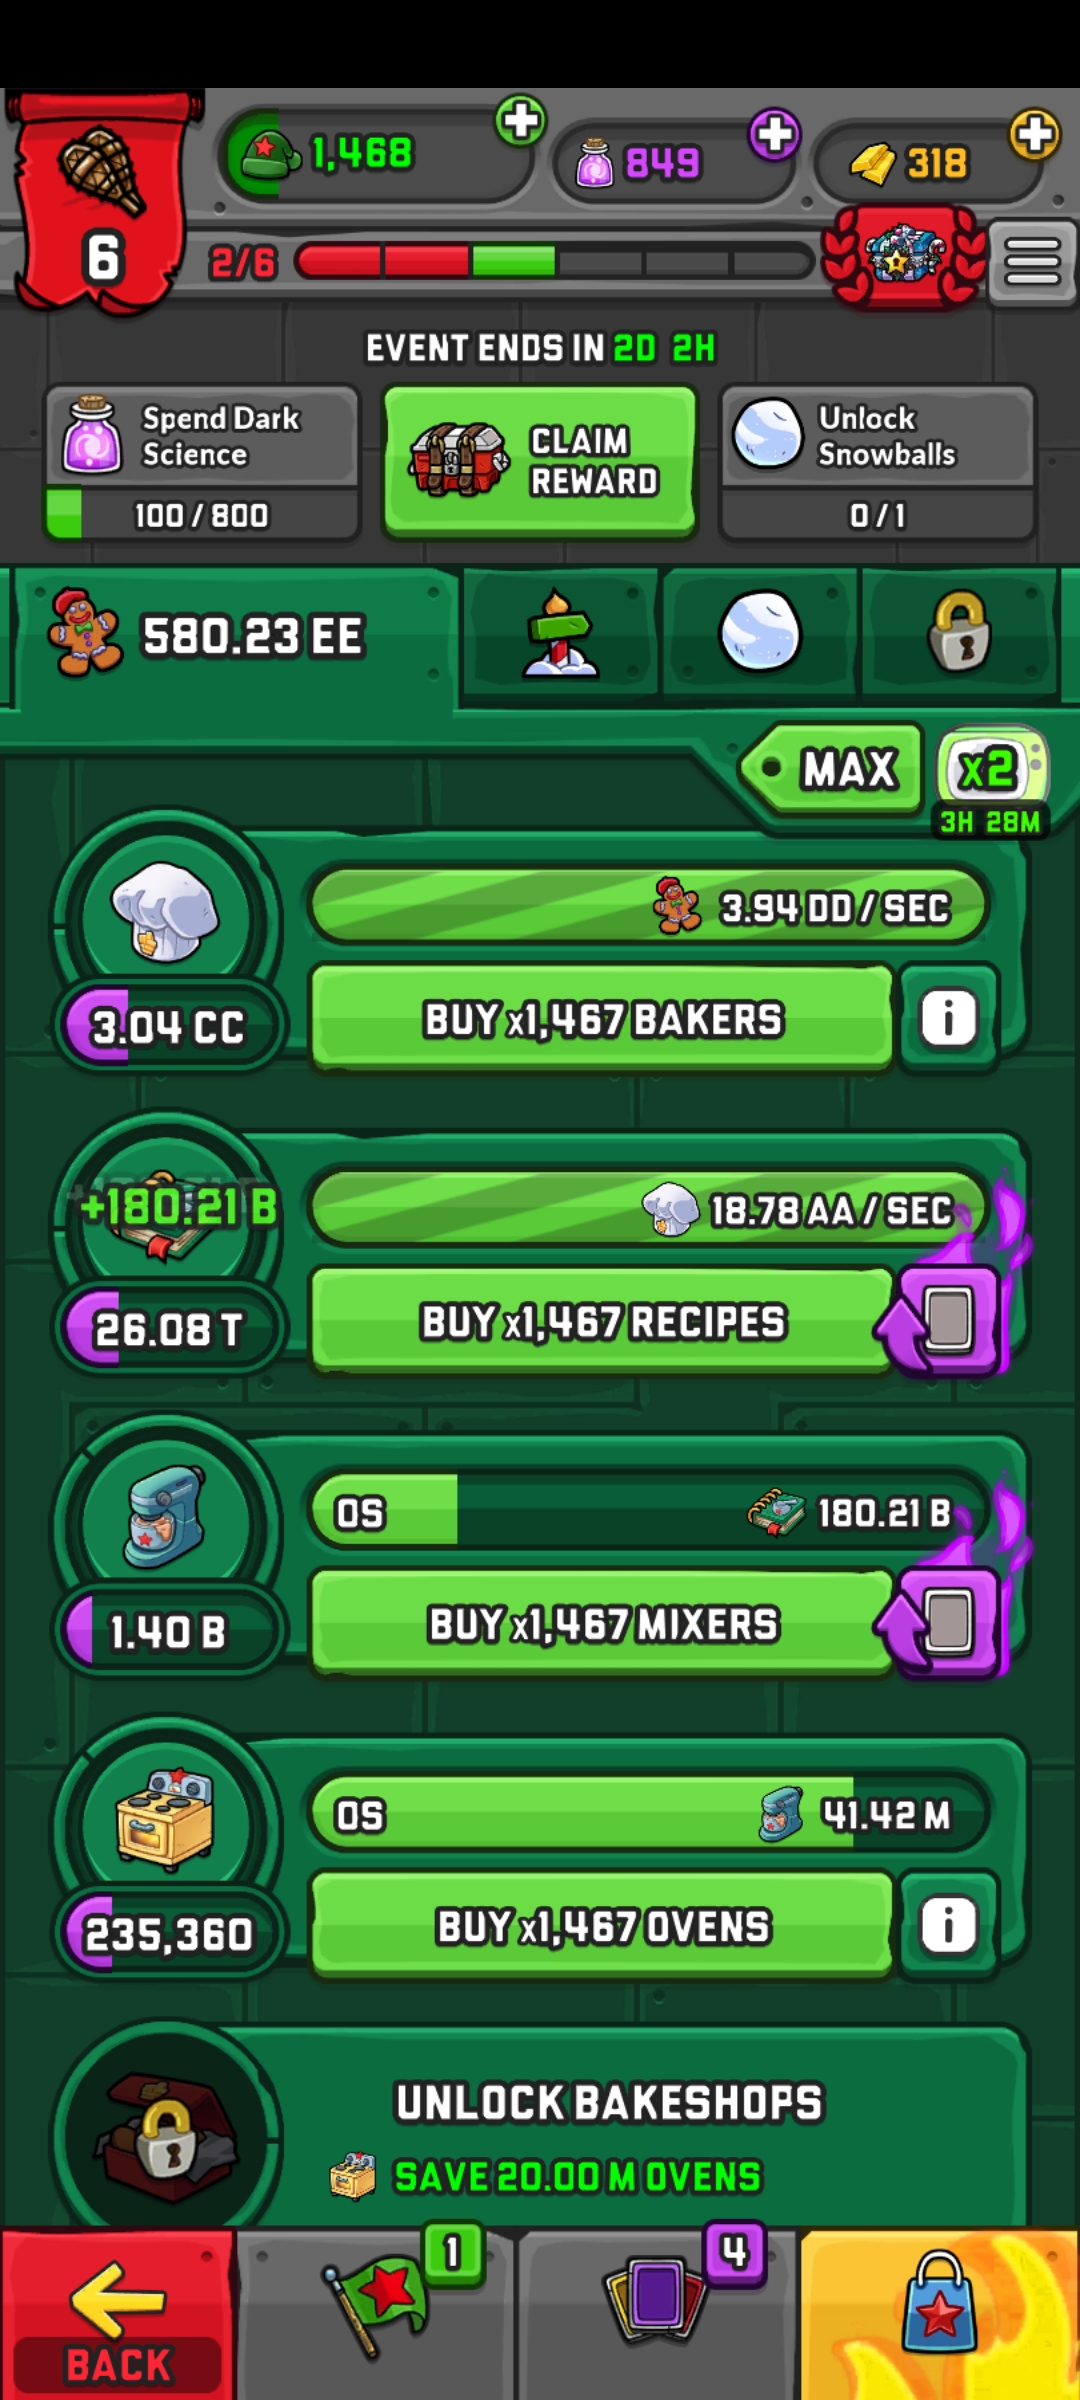 6
1,468
849
318
2/6
EVENT ENDS IN 2D 2H
Spend Dark
Science
100 / 800
CLAIM
REWARD
Unlock
Snowballs
0 / 1
580.23 EE
MAX
x2
3H 28M
3.94 DD / SEC
3.04 CC
BUY x1,467 BAKERS
i
+180.21 B
18.78 AA / SEC
26.08 T
BUY x1,467 RECIPES
0S
180.21 B
1.40 B
BUY x1,467 MIXERS
0S
41.42 M
235,360
BUY x1,467 OVENS
i
UNLOCK BAKESHOPS
SAVE 20.00 M OVENS
1
4
BACK